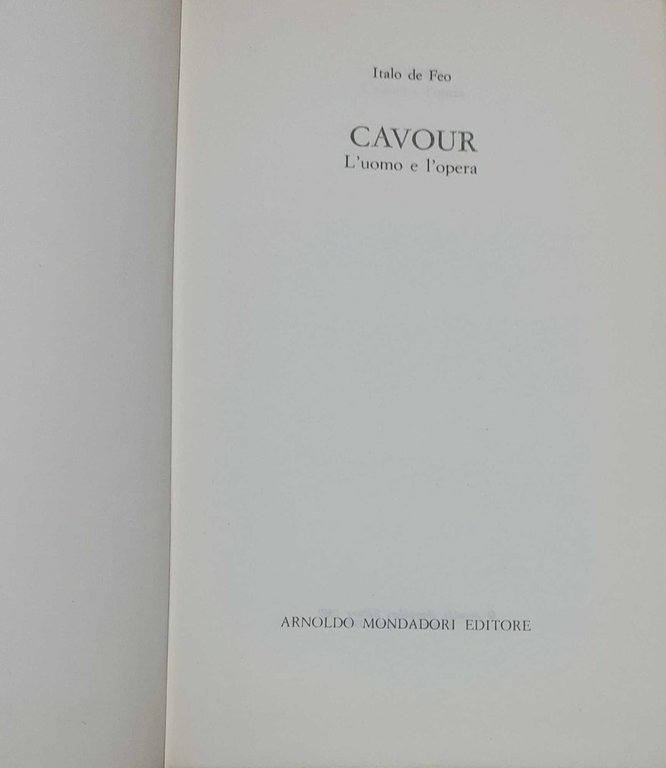 Italo de Feo
CAVOUR
L'uomo e l'opera
ARNOLDO MONDADORI EDITORE